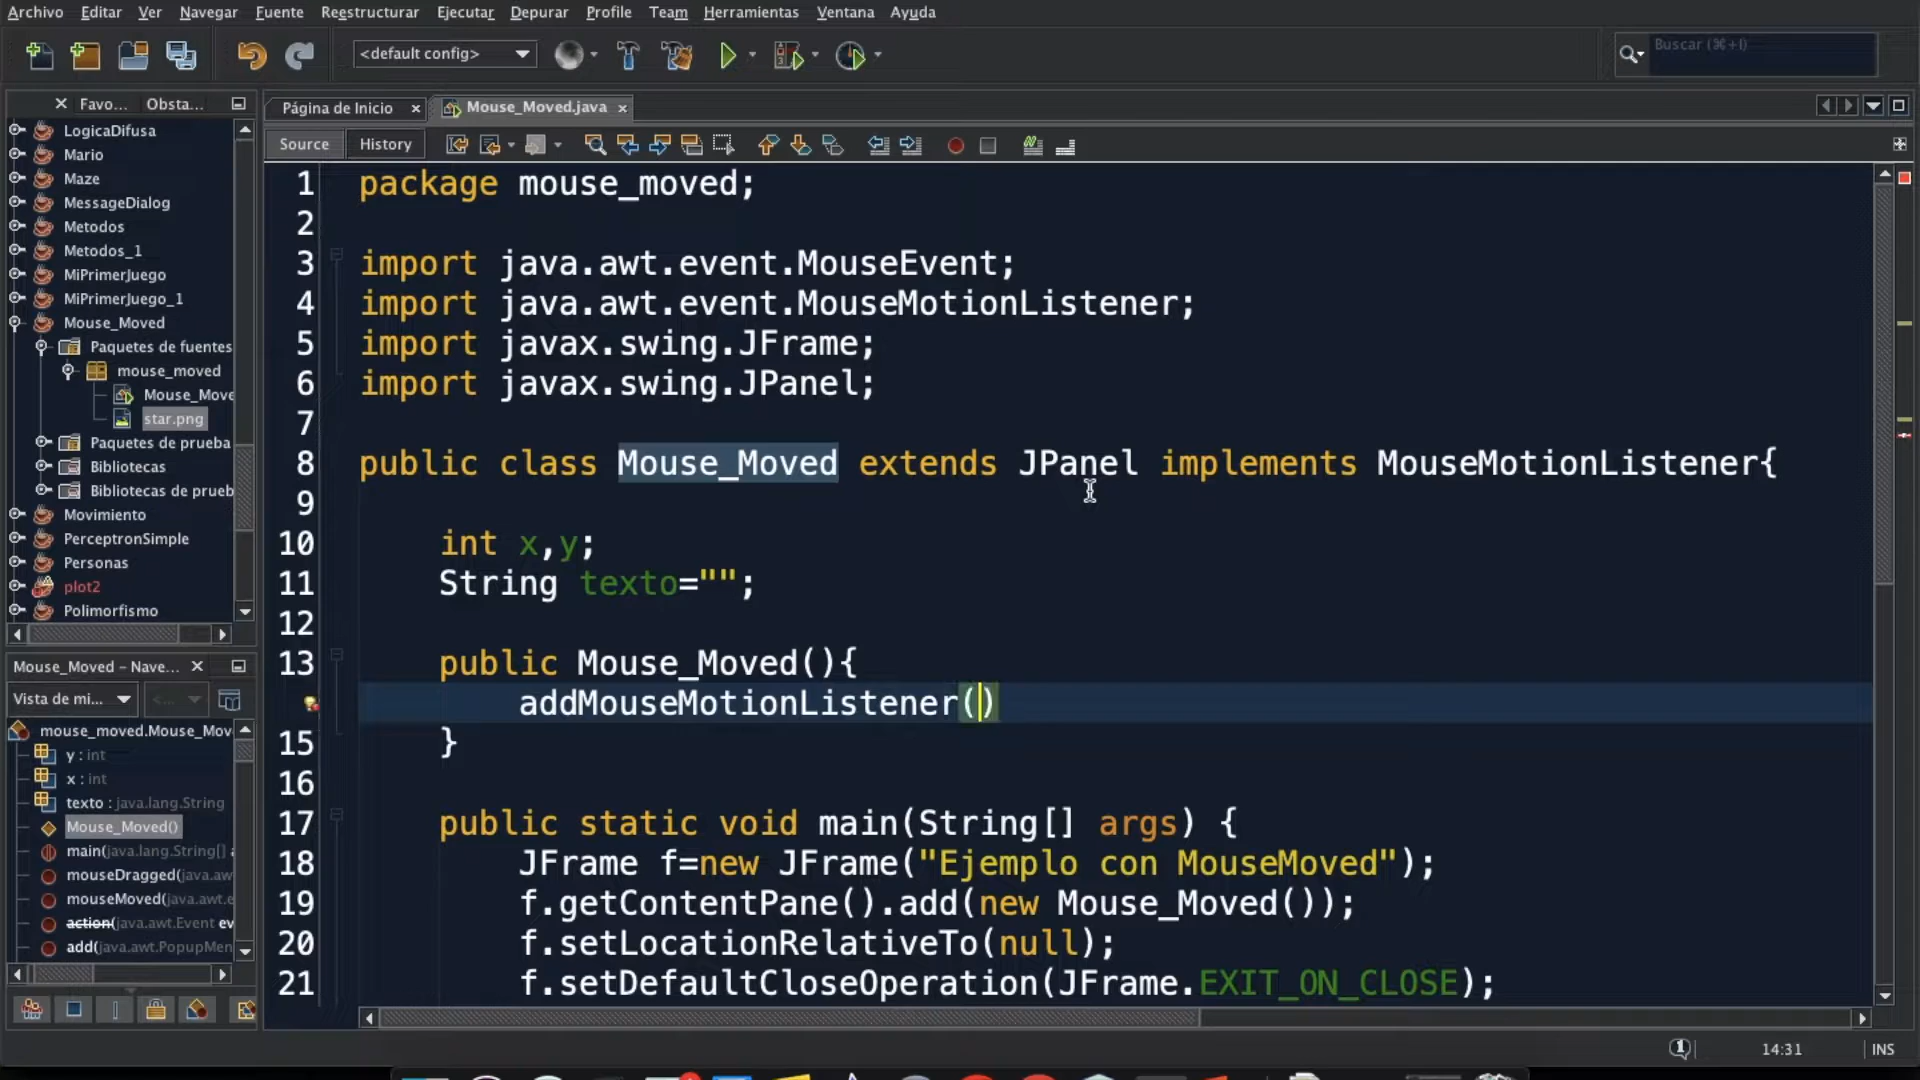 Archivo Editar Ver Navegar Fuente Reestructurar Ejecutar Depurar Profile Team Herramientas Ventana Ayuda
<default config>
Buscar (⌘+I)
Favo... Obsta...
Página de Inicio
Mouse_Moved.java
Source History
LogicaDifusa
Mario
Maze
MessageDialog
Metodos
Metodos_1
MiPrimerJuego
MiPrimerJuego_1
Mouse_Moved
Paquetes de fuentes
mouse_moved
Mouse_Move
star.png
Paquetes de prueba
Bibliotecas
Bibliotecas de prueb
Movimiento
PerceptronSimple
Personas
plot2
Polimorfismo
Mouse_Moved - Nave...
Vista de mi...
<...
mouse_moved.Mouse_Mov
y : int
x : int
texto : java.lang.String
Mouse_Moved()
main(java.lang.String[] a
mouseDragged(java.aw
mouseMoved(java.awt.e
action(java.awt.Event ev
add(java.awt.PopupMen
1 package mouse_moved;
2
3 import java.awt.event.MouseEvent;
4 import java.awt.event.MouseMotionListener;
5 import javax.swing.JFrame;
6 import javax.swing.JPanel;
7
8 public class Mouse_Moved extends JPanel implements MouseMotionListener{
9
10 int x,y;
11 String texto="";
12
13 public Mouse_Moved(){
addMouseMotionListener()
15 }
16
17 public static void main(String[] args) {
18 JFrame f=new JFrame("Ejemplo con MouseMoved");
19 f.getContentPane().add(new Mouse_Moved());
20 f.setLocationRelativeTo(null);
21 f.setDefaultCloseOperation(JFrame.EXIT_ON_CLOSE);
1
14:31
INS